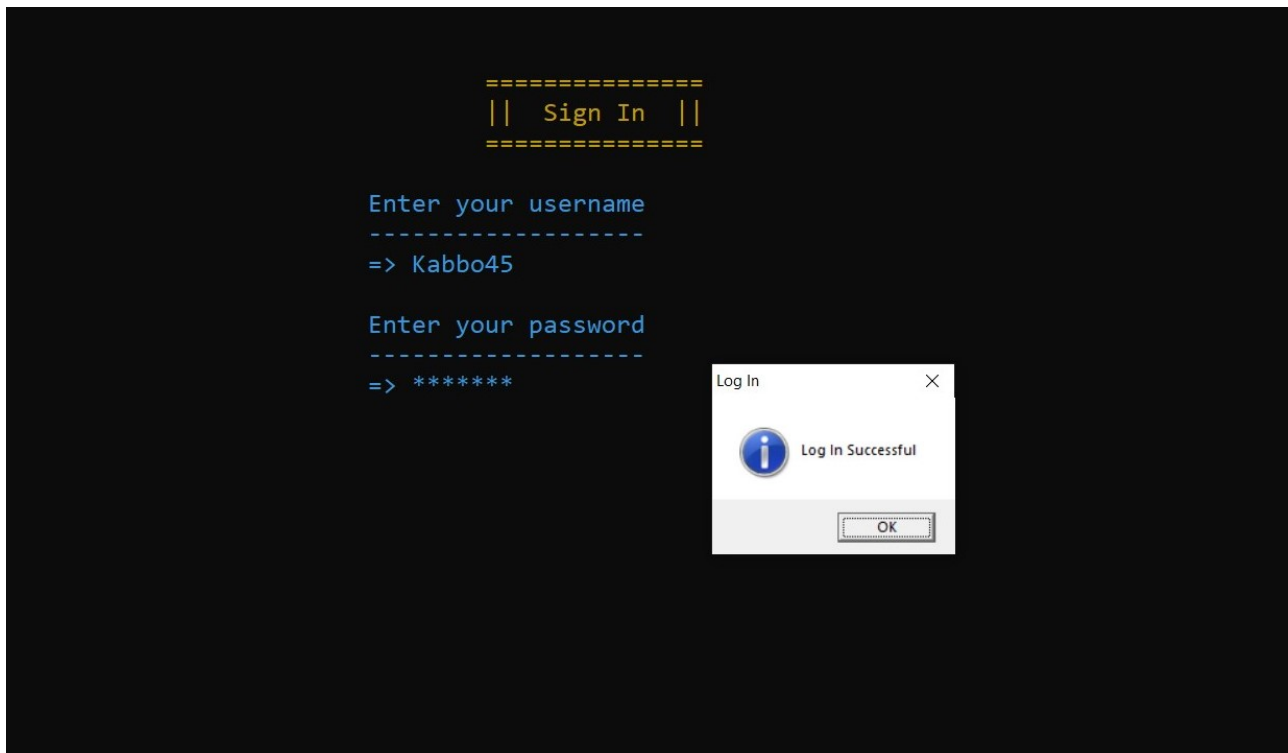 ===============
||  Sign In  ||
===============
Enter your username
-------------------
=> Kabbo45
Enter your password
-------------------
=> *******
Log In
Log In Successful
OK